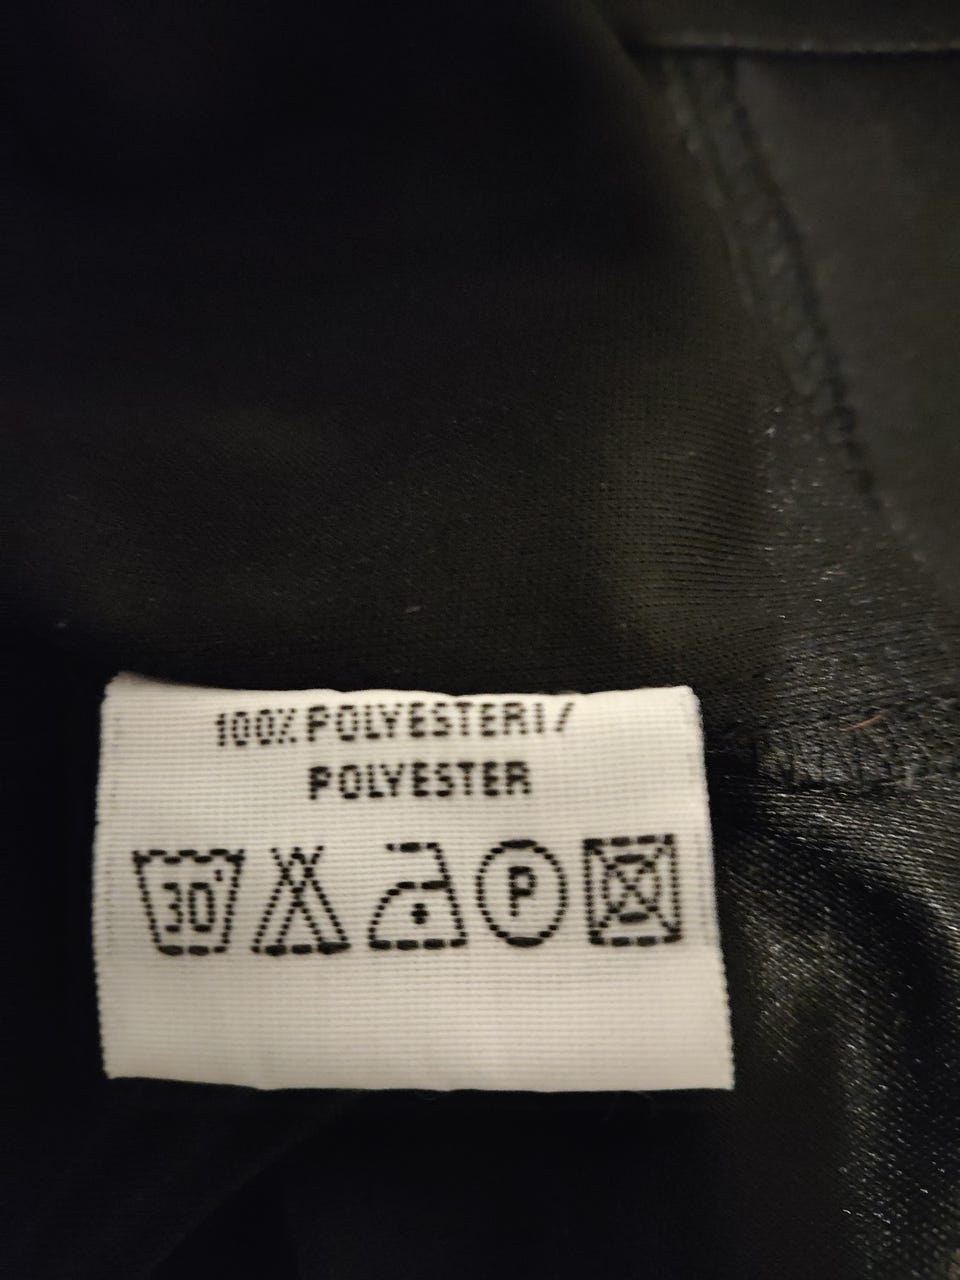 100% POLYESTERI/
POLYESTER
30°
P